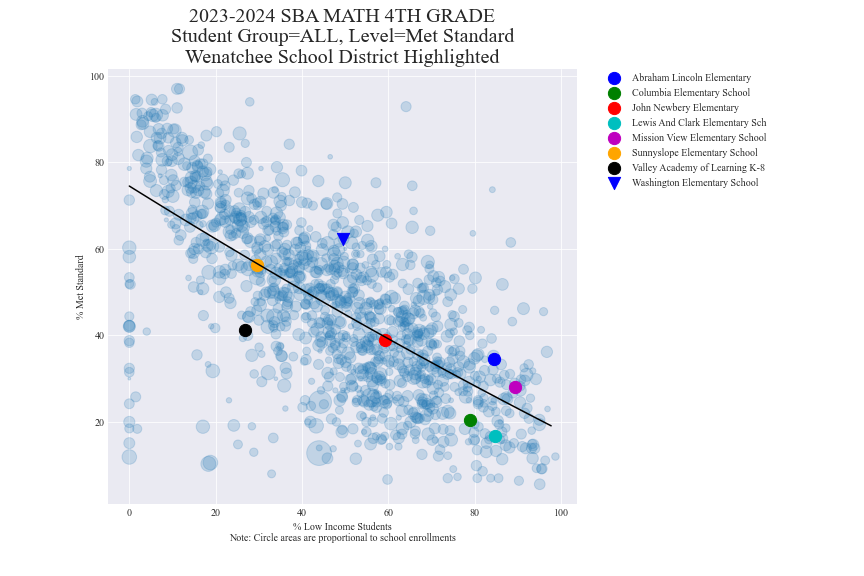 2023-2024 SBA MATH 4TH GRADE
Student Group=ALL, Level=Met Standard
Wenatchee School District Highlighted
Abraham Lincoln Elementary
Columbia Elementary School
John Newbery Elementary
Lewis And Clark Elementary Sch
Mission View Elementary School
Sunnyslope Elementary School
Valley Academy of Learning K-8
Washington Elementary School
% Met Standard
100
80
60
40
20
0 20 40 60 80 100
% Low Income Students
Note: Circle areas are proportional to school enrollments